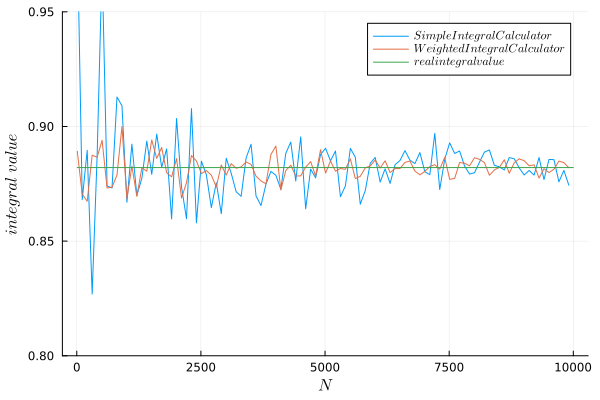 0.95
SimpleIntegralCalculator
WeightedIntegralCalculator
realintegralvalue
0.90
integral value
0.85
0.80
0
2500
5000
7500
10000
N